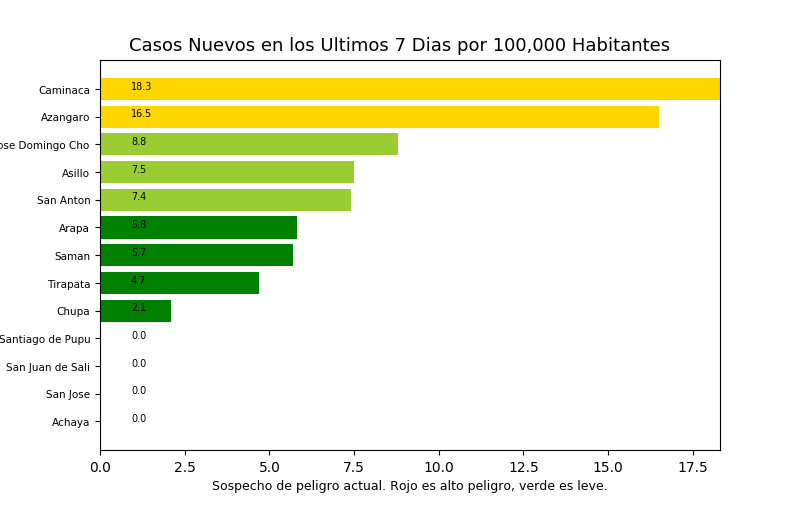 Casos Nuevos en los Ultimos 7 Dias por 100,000 Habitantes
Caminaca 18.3
Azangaro 16.5
ose Domingo Cho 8.8
Asillo 7.5
San Anton 7.4
Arapa 5.8
Saman 5.7
Tirapata 4.7
Chupa 2.1
Santiago de Pupu 0.0
San Juan de Sali 0.0
San Jose 0.0
Achaya 0.0
0.0 2.5 5.0 7.5 10.0 12.5 15.0 17.5
Sospecho de peligro actual. Rojo es alto peligro, verde es leve.